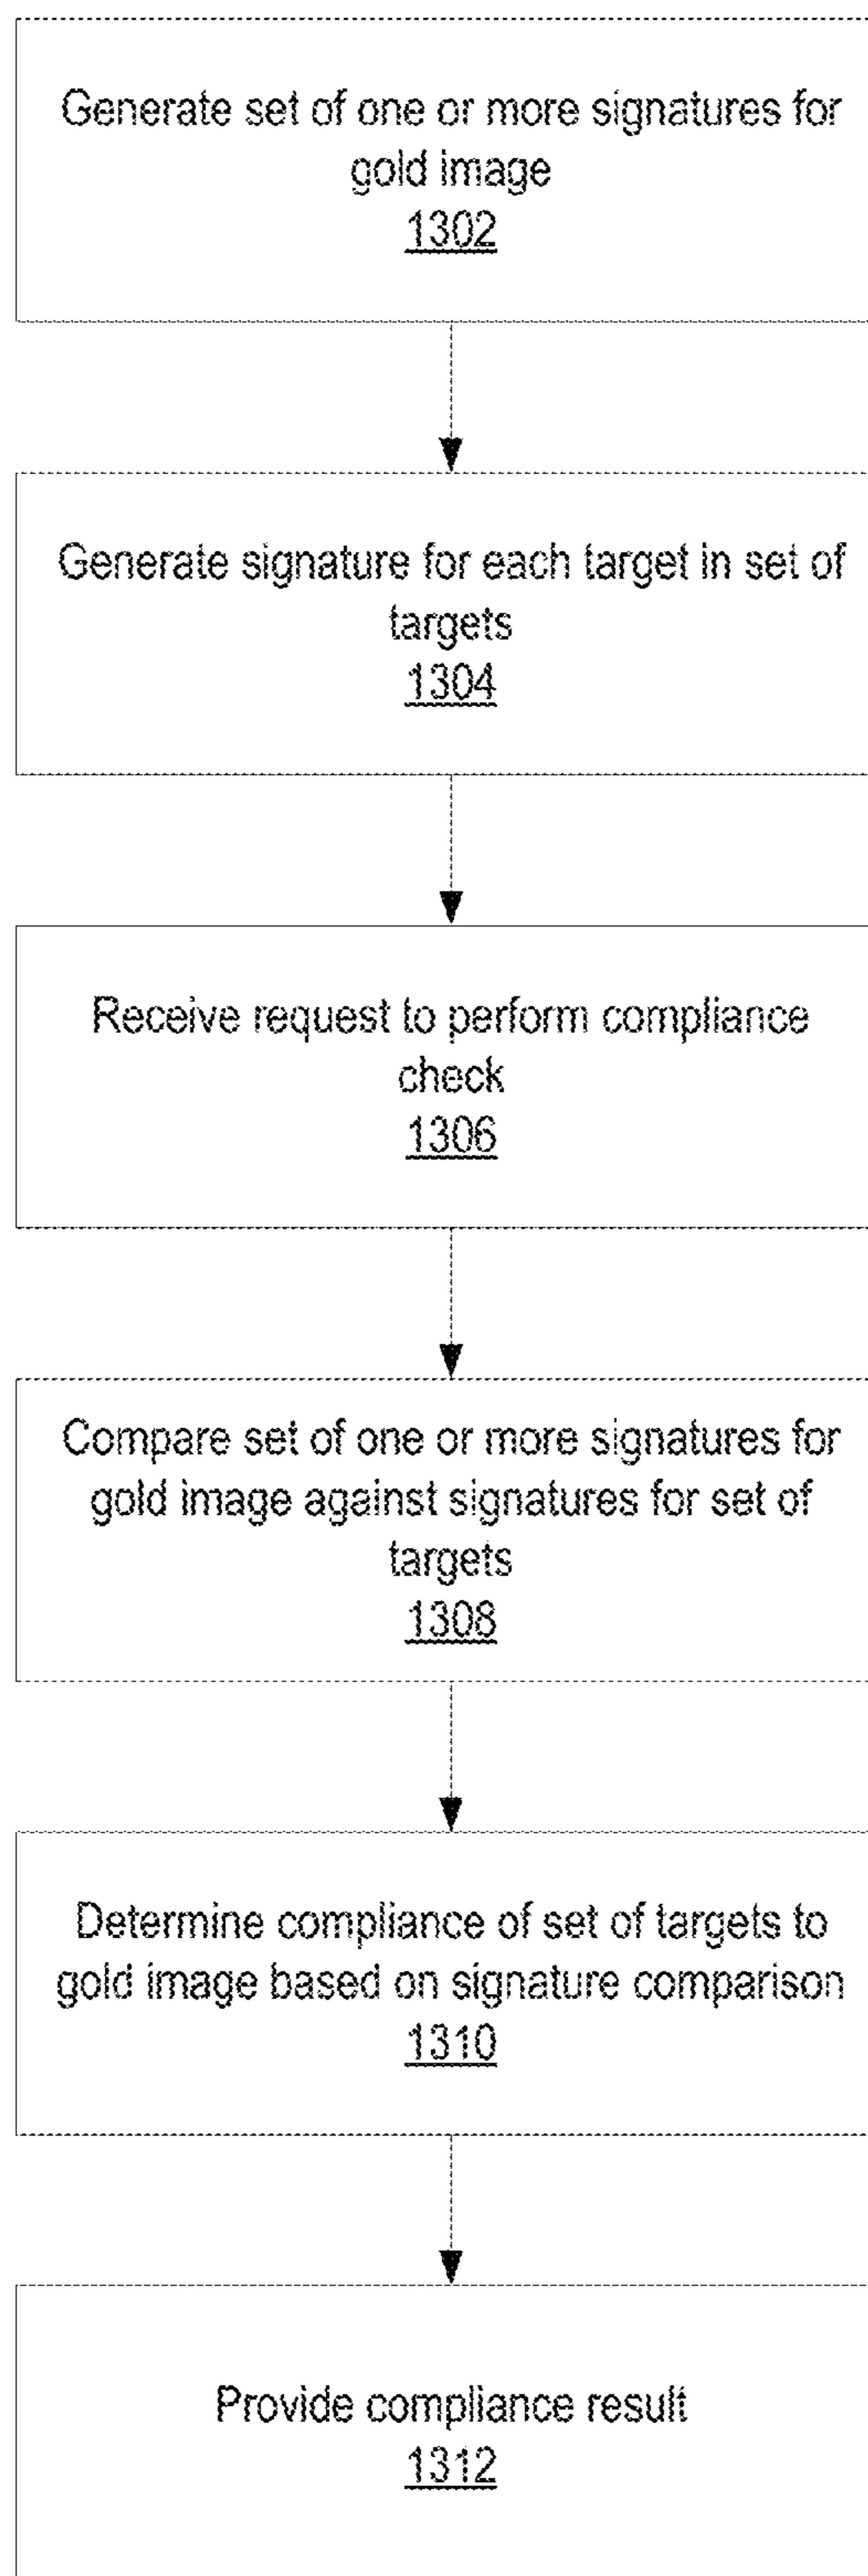 Generate set of one or more signatures for
gold image
1302
Generate signature for each target in set of
targets
1304
Receive request to perform compliance
check
1306
Compare set of one or more signatures for
gold image against signatures for set of
targets
1308
Determine compliance of set of targets to
gold image based on signature comparison
1310
Provide compliance result
1312